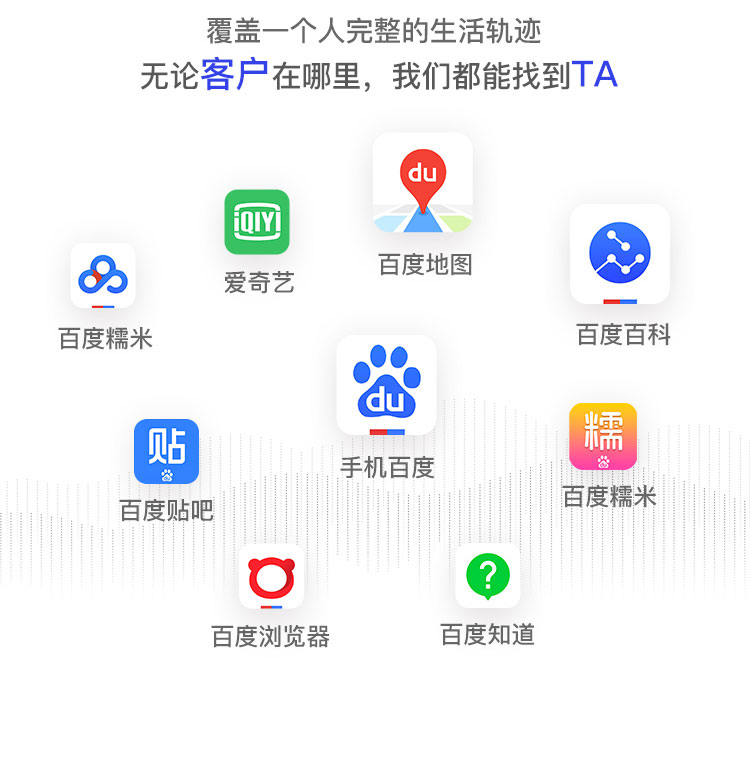 覆盖一个人完整的生活轨迹
无论客户在哪里，我们都能找到TA
du
iQIYI
百度地图
爱奇艺
百度糯米
百度百科
du
手机百度
贴
糯
百度贴吧
百度糯米
?
百度浏览器
百度知道